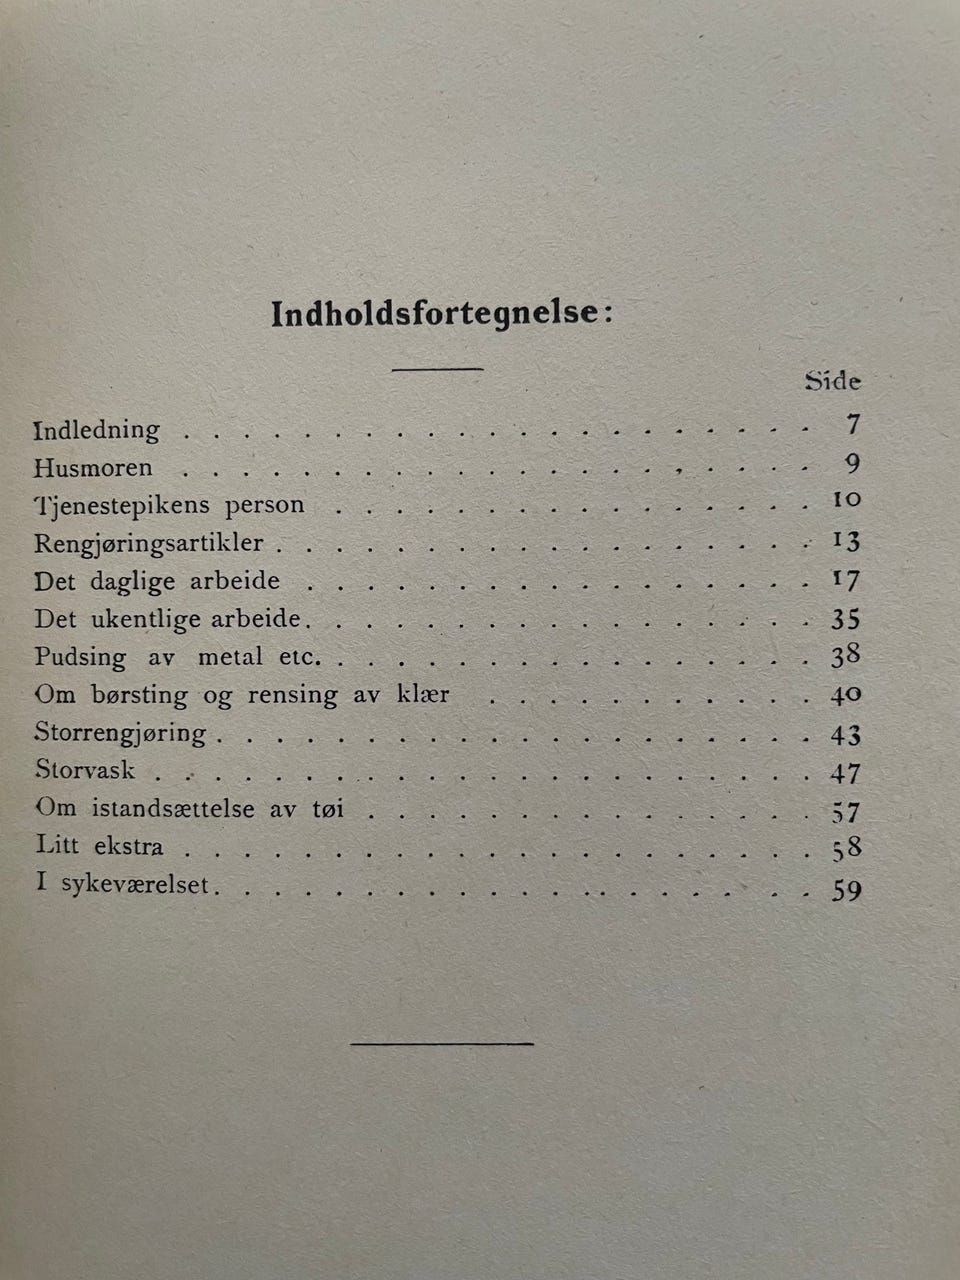 Indholdsfortegnelse:
Side
Indledning . . . . . . . . . . . . . . . . . . . . . 7
Husmoren . . . . . . . . . . . . . . . . . . . . . 9
Tjenestepikens person . . . . . . . . . . . . . . . . 10
Rengjøringsartikler . . . . . . . . . . . . . . . . . . 13
Det daglige arbeide . . . . . . . . . . . . . . . . . 17
Det ukentlige arbeide . . . . . . . . . . . . . . . . . 35
Pudsing av metal etc. . . . . . . . . . . . . . . . . . 38
Om børsting og rensing av klær . . . . . . . . . . . 40
Storrengjøring . . . . . . . . . . . . . . . . . . . . 43
Storvask . . . . . . . . . . . . . . . . . . . . . . 47
Om istandsættelse av tøi . . . . . . . . . . . . . . . 57
Litt ekstra . . . . . . . . . . . . . . . . . . . . . 58
I sykeværelset . . . . . . . . . . . . . . . . . . . . 59